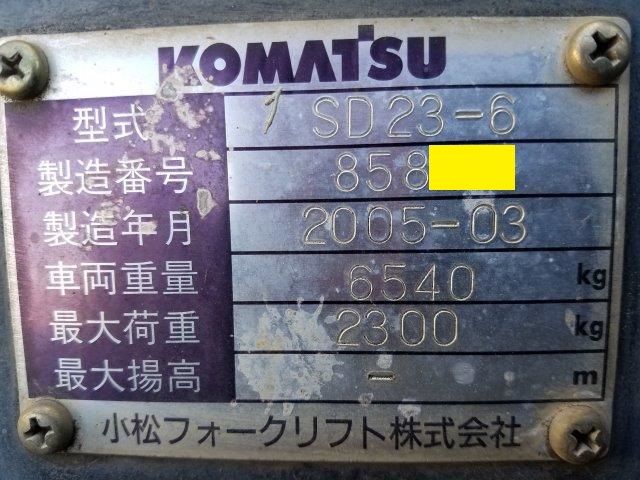 KOMATSU
型式 SD23-6
製造番号 858
製造年月 2005-03
車両重量 6540 kg
最大荷重 2300 kg
最大揚高 - m
小松フォークリフト株式会社